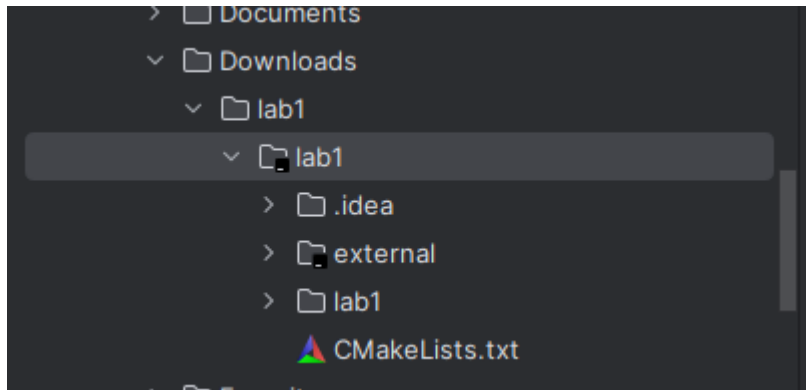 Documents
Downloads
lab1
lab1
.idea
external
lab1
CMakeLists.txt